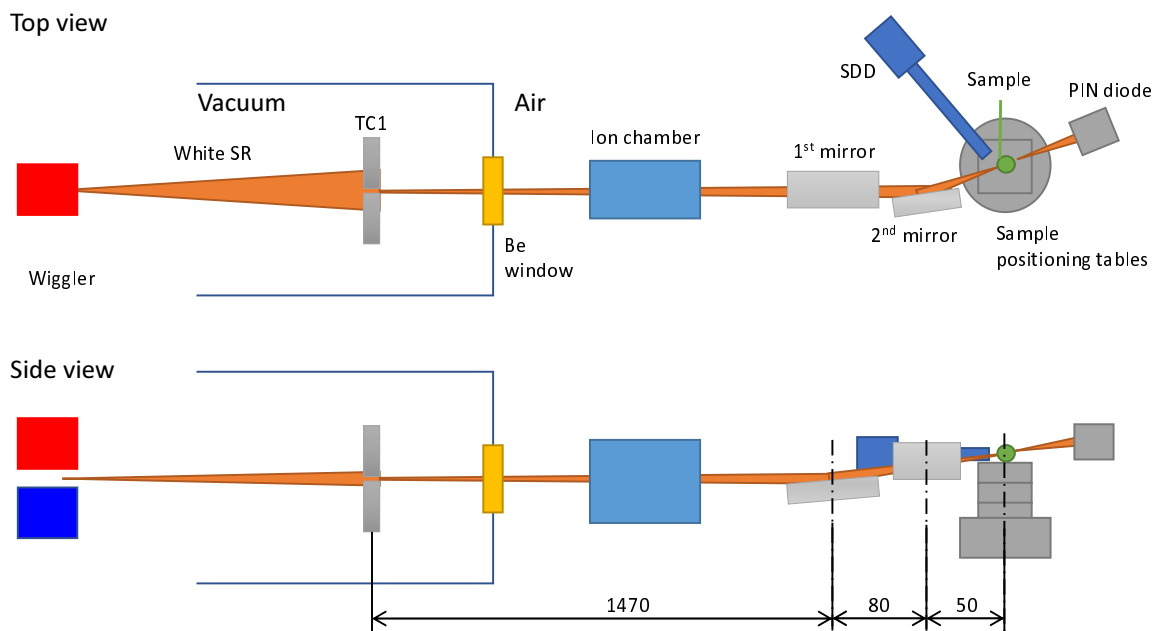 Top view
Vacuum
Air
TC1
White SR
Ion chamber
SDD
Sample
PIN diode
1st mirror
2nd mirror
Be
window
Wiggler
Sample
positioning tables
Side view
1470
80
50